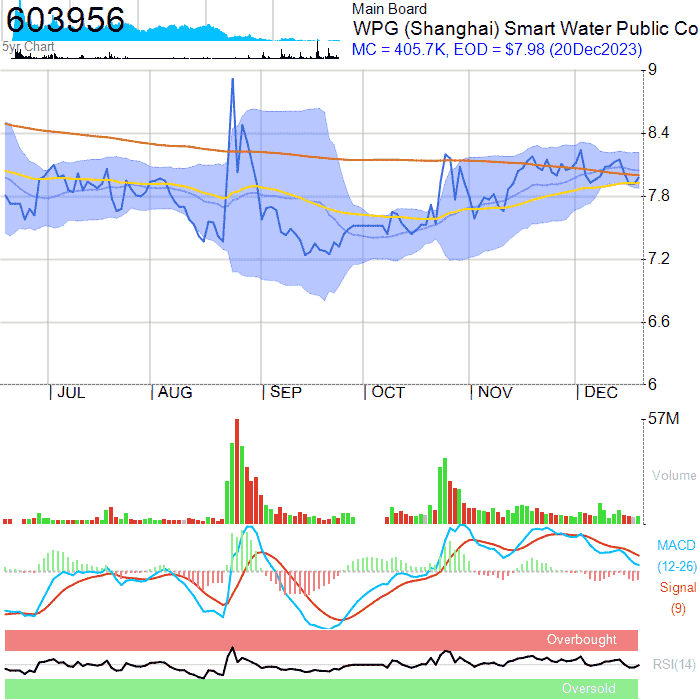 603956
Main Board
WPG (Shanghai) Smart Water Public Co
MC = 405.7K, EOD = $7.98 (20Dec2023)
5yr Chart
9
8.4
7.8
7.2
6.6
6
JUL
AUG
SEP
OCT
NOV
DEC
57M
Volume
MACD
(12-26)
Signal
(9)
Overbought
RSI(14)
Oversold